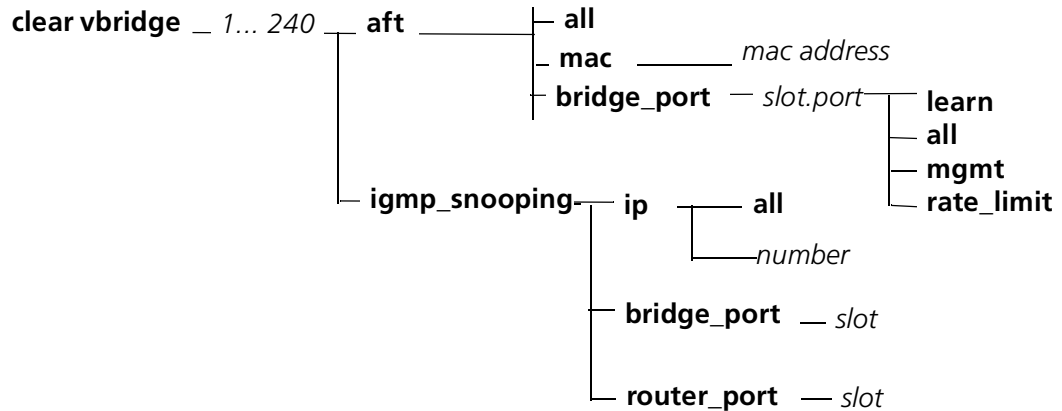 clear vbridge 1... 240 aft all
mac mac address
bridge_port slot.port learn
all
mgmt
rate_limit
igmp_snooping ip all
number
bridge_port slot
router_port slot